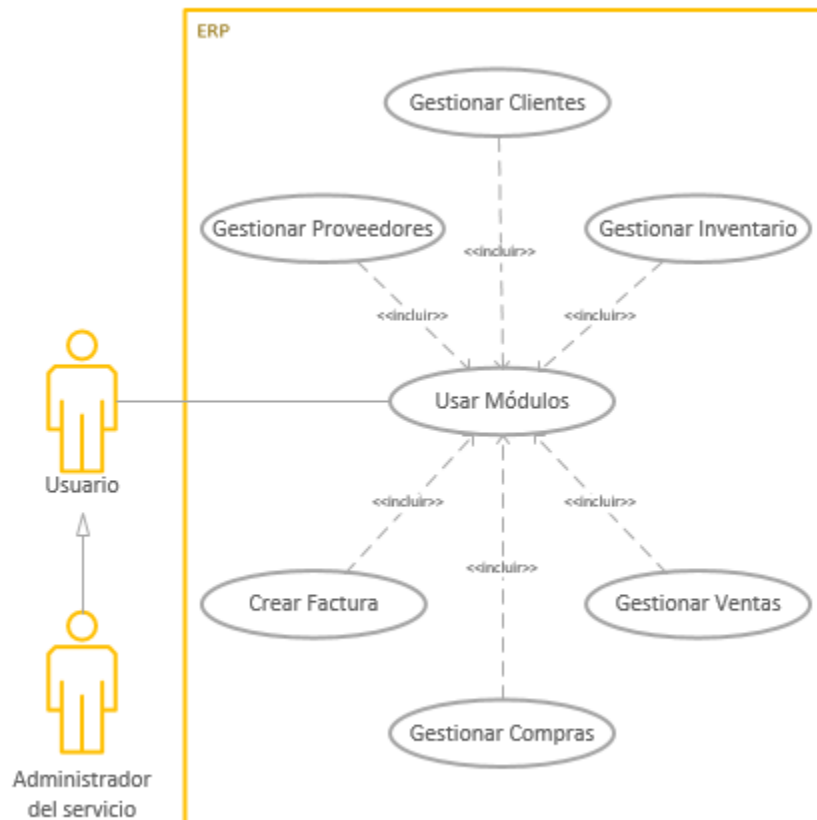 ERP
Gestionar Clientes
Gestionar Proveedores
Gestionar Inventario
<<incluir>>
<<incluir>>
<<incluir>>
Usar Módulos
Usuario
<<incluir>>
<<incluir>>
<<incluir>>
Crear Factura
Gestionar Ventas
Gestionar Compras
Administrador
del servicio